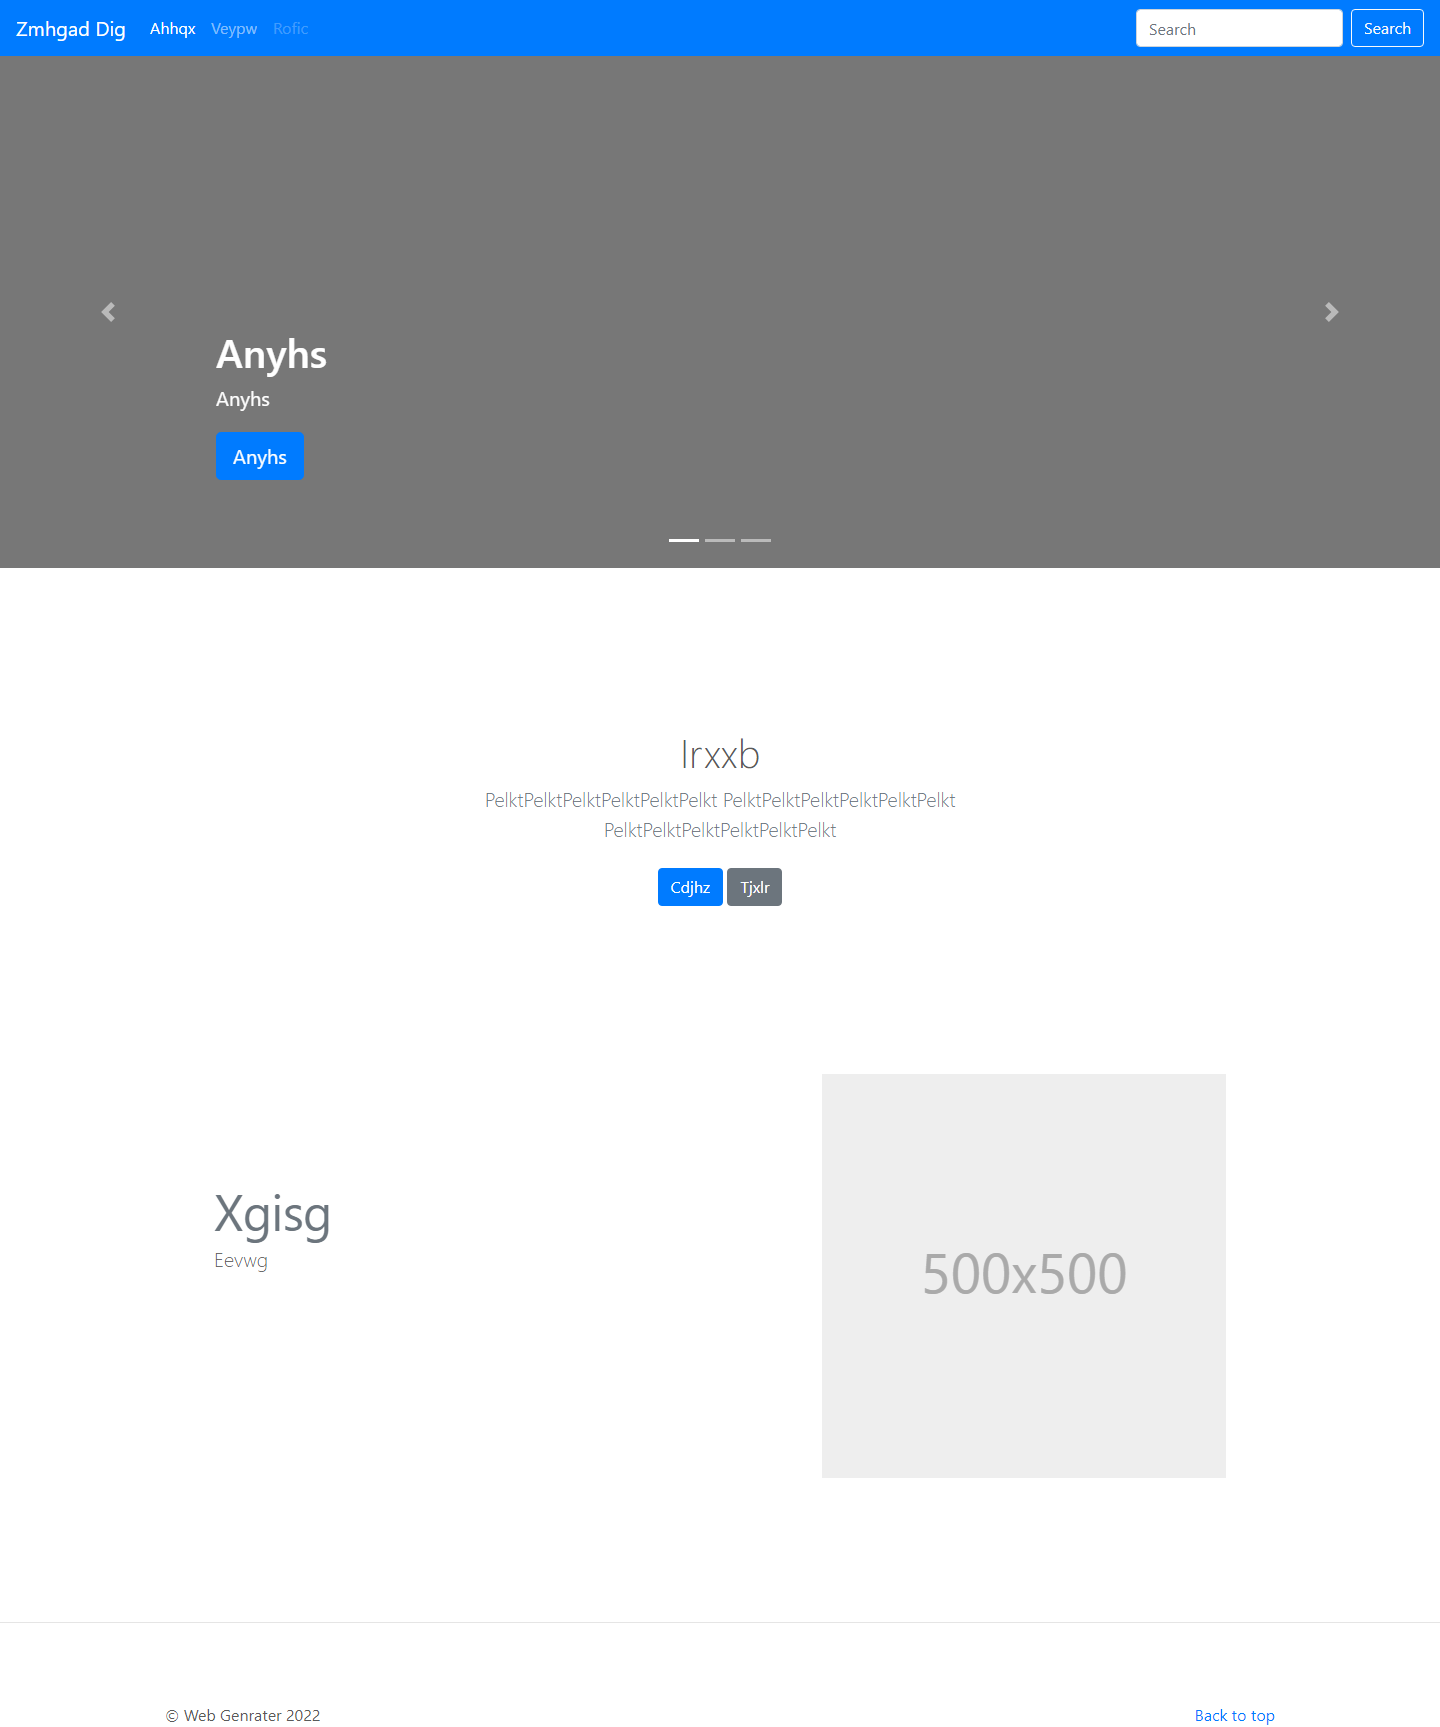 Zmhgad Dig Ahhqx Veypw Rofic Search Search
Anyhs
Anyhs
Anyhs
Irxxb
PelktPelktPelktPelktPelktPelkt PelktPelktPelktPelktPelktPelkt
PelktPelktPelktPelktPelktPelkt
Cdjhz Tjxlr
Xgisg
Eevwg
500x500
© Web Genrater 2022 Back to top